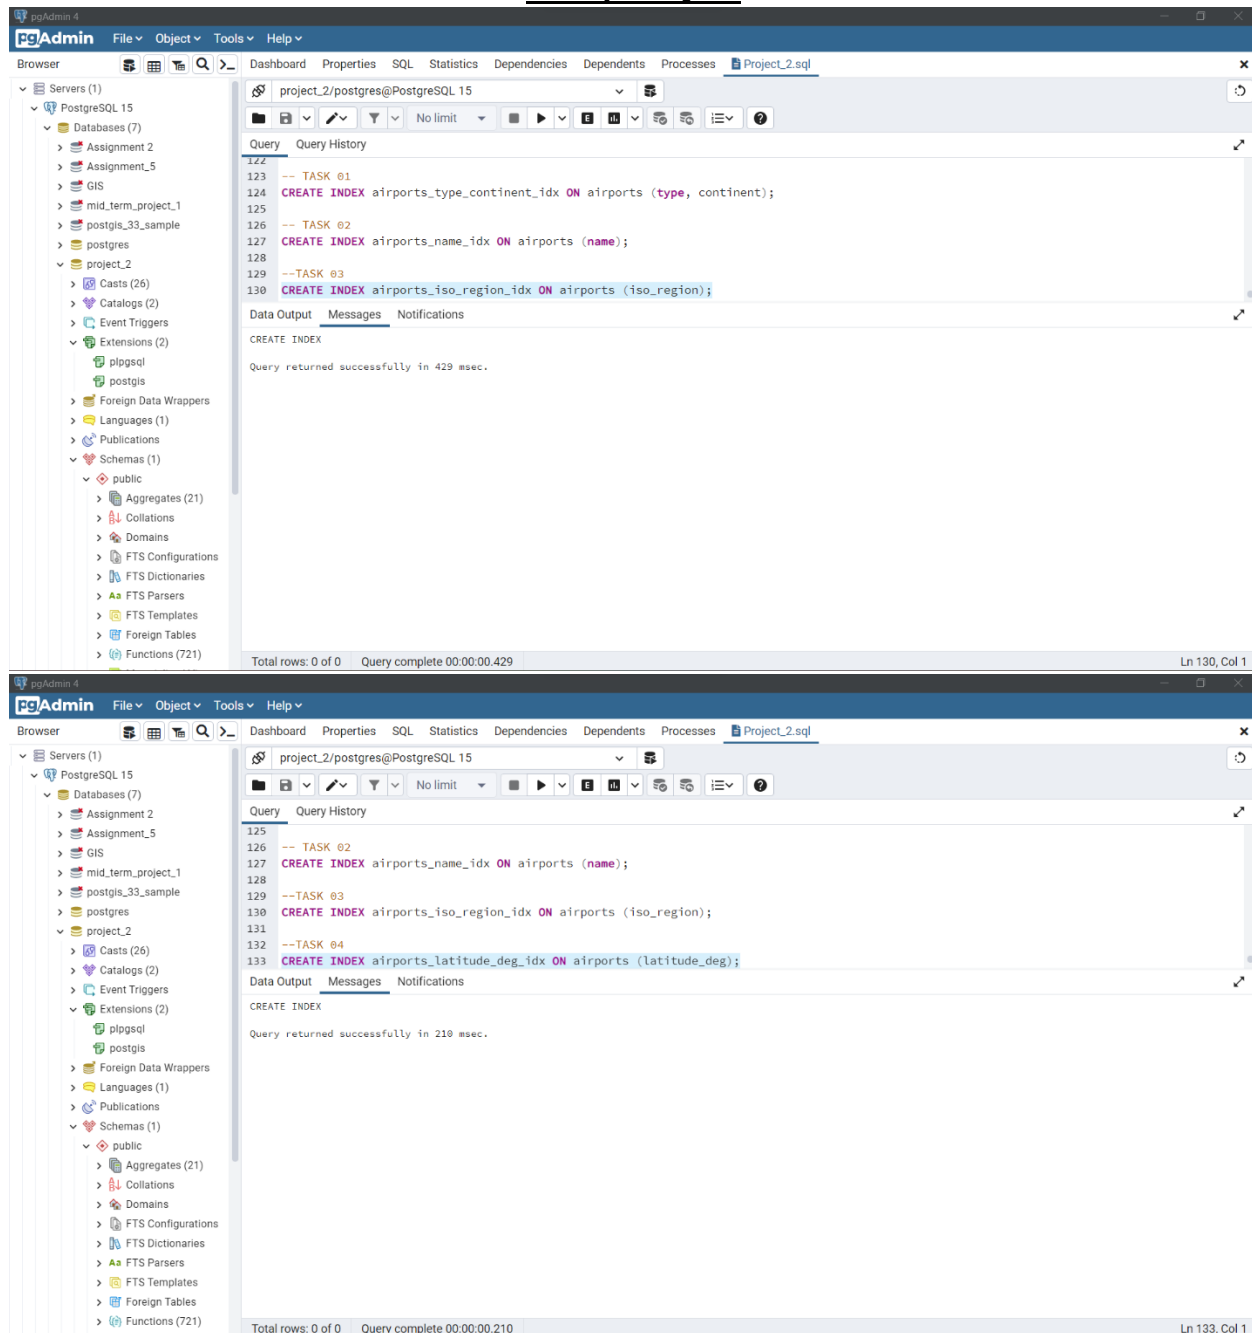 pgAdmin 4
pgAdmin File Object Tools Help
Browser Dashboard Properties SQL Statistics Dependencies Dependents Processes Project_2.sql
Servers (1)
PostgreSQL 15
Databases (7)
Assignment 2
Assignment_5
GIS
mid_term_project_1
postgis_33_sample
postgres
project_2
Casts (26)
Catalogs (2)
Event Triggers
Extensions (2)
plpgsql
postgis
Foreign Data Wrappers
Languages (1)
Publications
Schemas (1)
public
Aggregates (21)
Collations
Domains
FTS Configurations
FTS Dictionaries
Aa FTS Parsers
FTS Templates
Foreign Tables
Functions (721)
project_2/postgres@PostgreSQL 15
No limit
Query Query History
122
123 -- TASK 01
124 CREATE INDEX airports_type_continent_idx ON airports (type, continent);
125
126 -- TASK 02
127 CREATE INDEX airports_name_idx ON airports (name);
128
129 --TASK 03
130 CREATE INDEX airports_iso_region_idx ON airports (iso_region);
Data Output Messages Notifications
CREATE INDEX
Query returned successfully in 429 msec.
Total rows: 0 of 0 Query complete 00:00:00.429 Ln 130, Col 1
pgAdmin 4
pgAdmin File Object Tools Help
Browser Dashboard Properties SQL Statistics Dependencies Dependents Processes Project_2.sql
Servers (1)
PostgreSQL 15
Databases (7)
Assignment 2
Assignment_5
GIS
mid_term_project_1
postgis_33_sample
postgres
project_2
Casts (26)
Catalogs (2)
Event Triggers
Extensions (2)
plpgsql
postgis
Foreign Data Wrappers
Languages (1)
Publications
Schemas (1)
public
Aggregates (21)
Collations
Domains
FTS Configurations
FTS Dictionaries
Aa FTS Parsers
FTS Templates
Foreign Tables
Functions (721)
project_2/postgres@PostgreSQL 15
No limit
Query Query History
125
126 -- TASK 02
127 CREATE INDEX airports_name_idx ON airports (name);
128
129 --TASK 03
130 CREATE INDEX airports_iso_region_idx ON airports (iso_region);
131
132 --TASK 04
133 CREATE INDEX airports_latitude_deg_idx ON airports (latitude_deg);
Data Output Messages Notifications
CREATE INDEX
Query returned successfully in 210 msec.
Total rows: 0 of 0 Query complete 00:00:00.210 Ln 133, Col 1